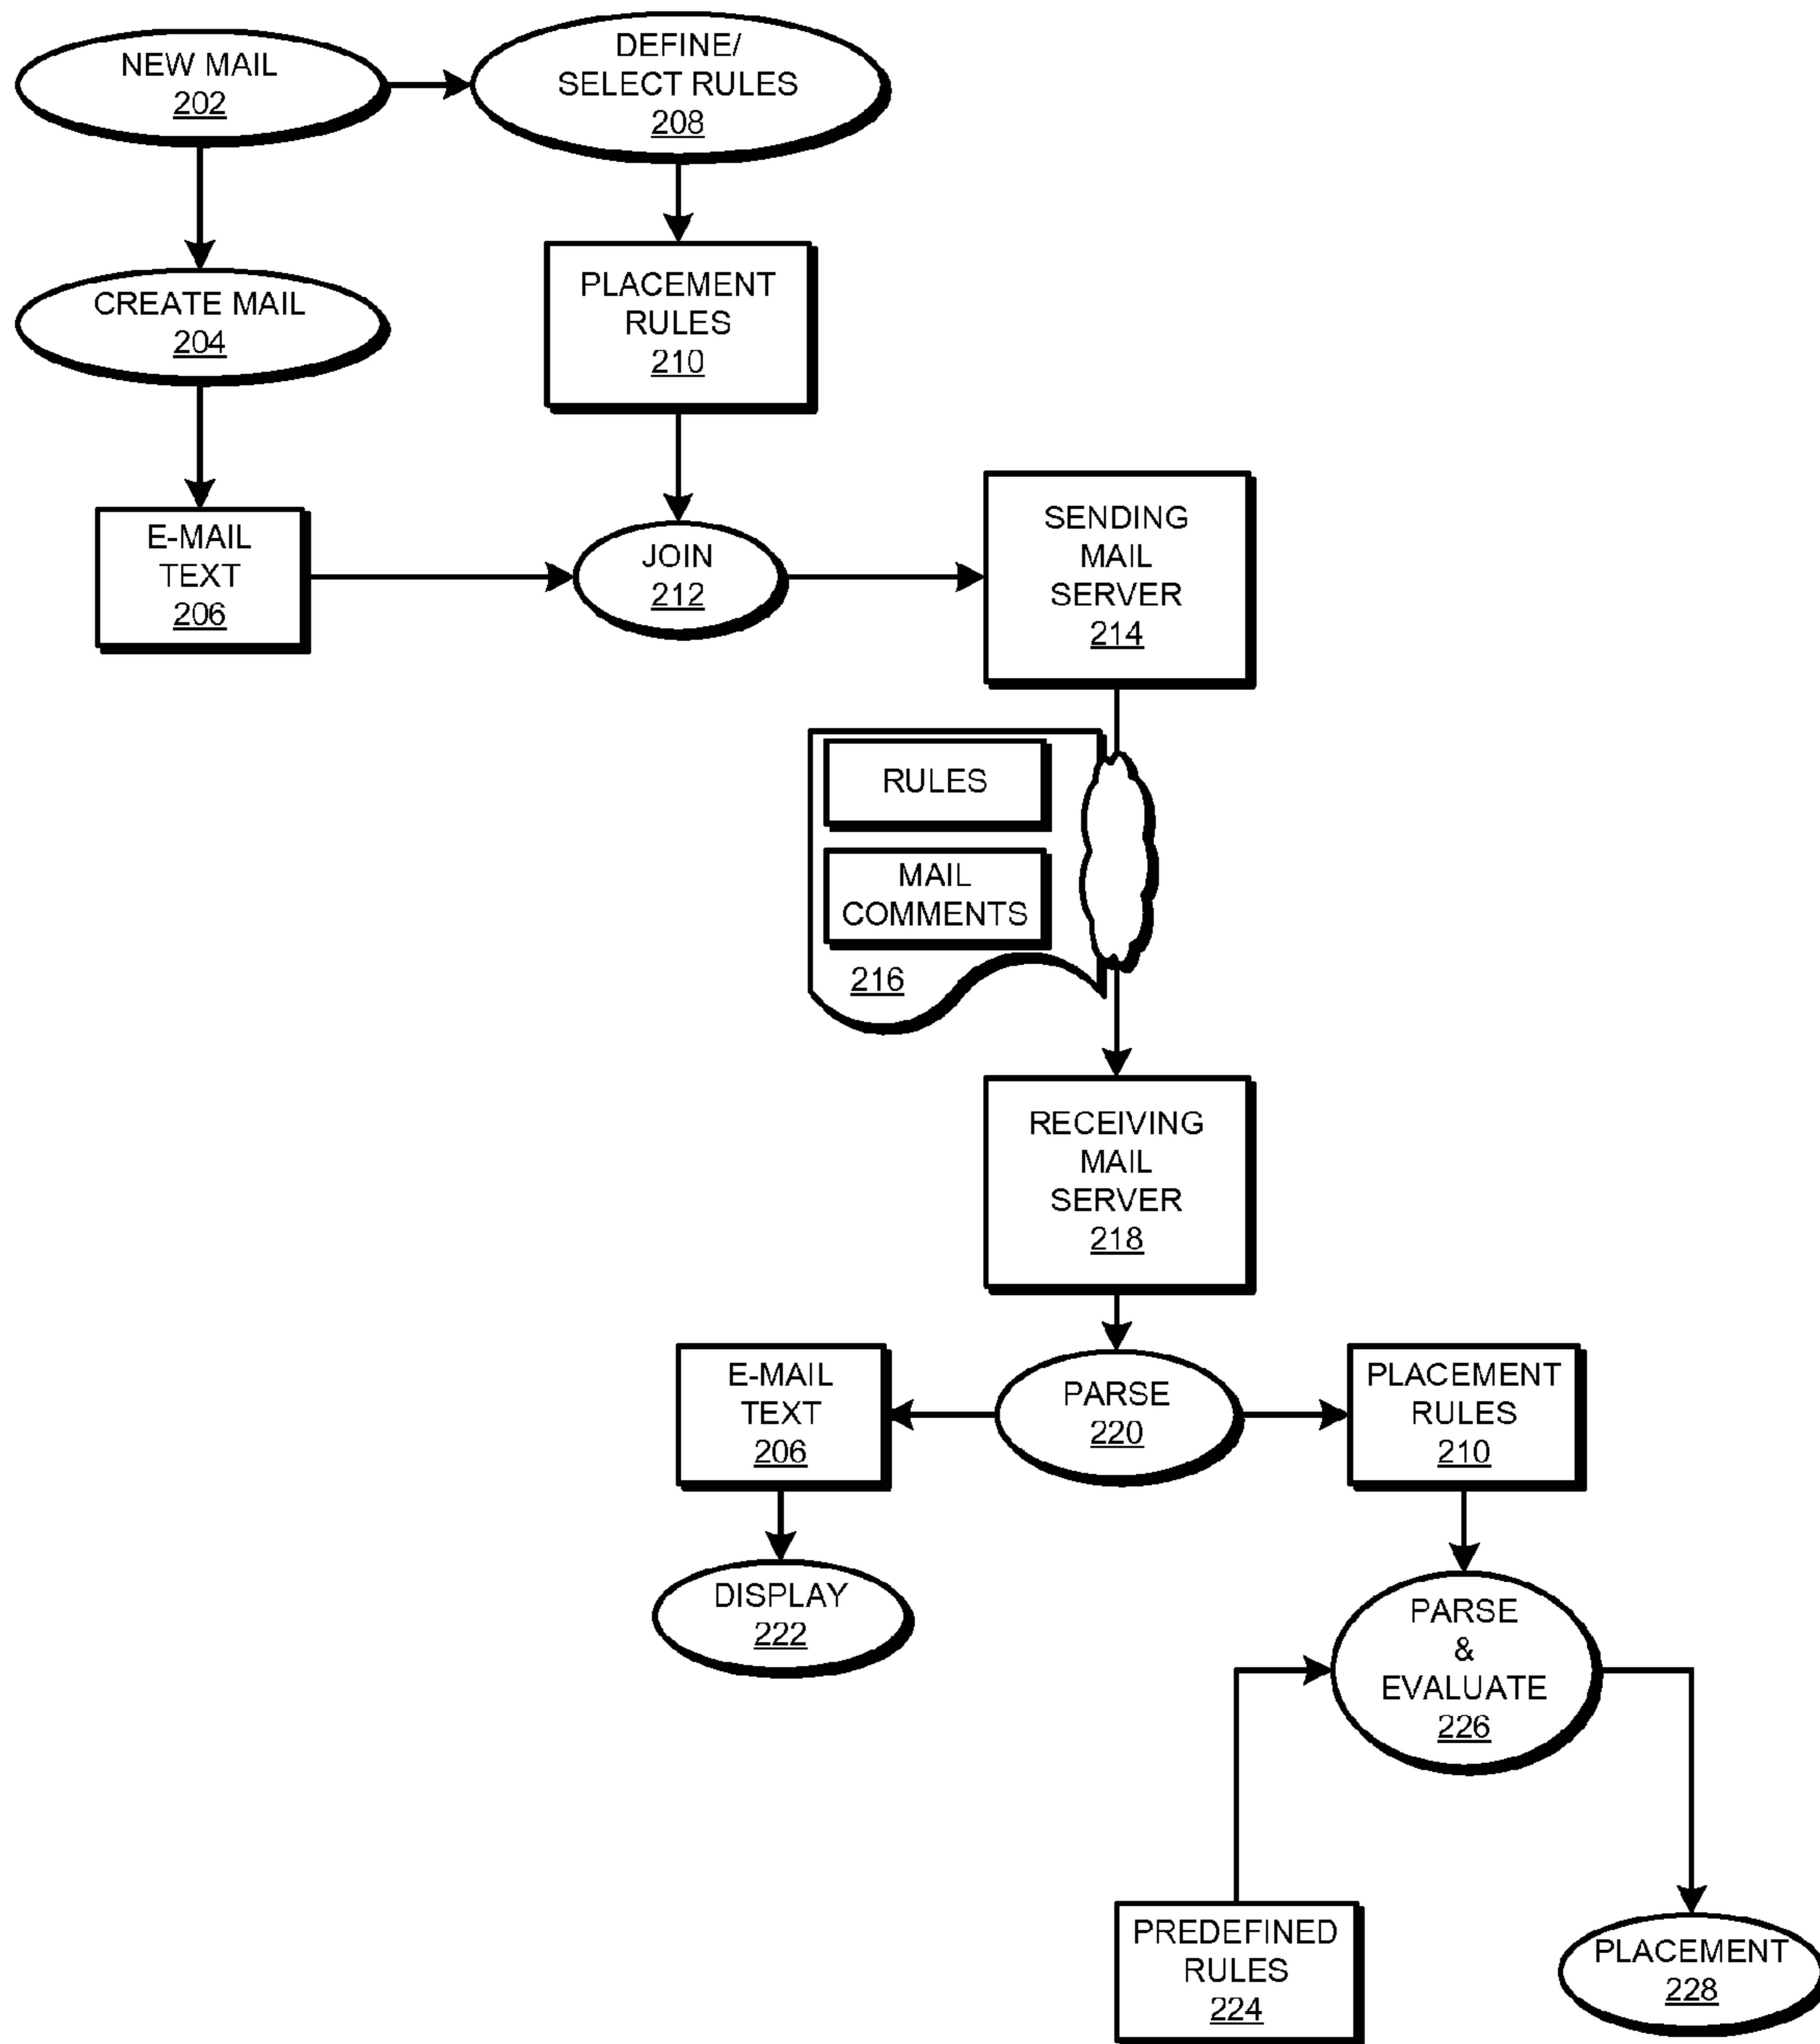 NEW MAIL
202
DEFINE/
SELECT RULES
208
CREATE MAIL
204
PLACEMENT
RULES
210
E-MAIL
TEXT
206
JOIN
212
SENDING
MAIL
SERVER
214
RULES
MAIL
COMMENTS
216
RECEIVING
MAIL
SERVER
218
E-MAIL
TEXT
206
PARSE
220
PLACEMENT
RULES
210
DISPLAY
222
PARSE
&
EVALUATE
226
PREDEFINED
RULES
224
PLACEMENT
228